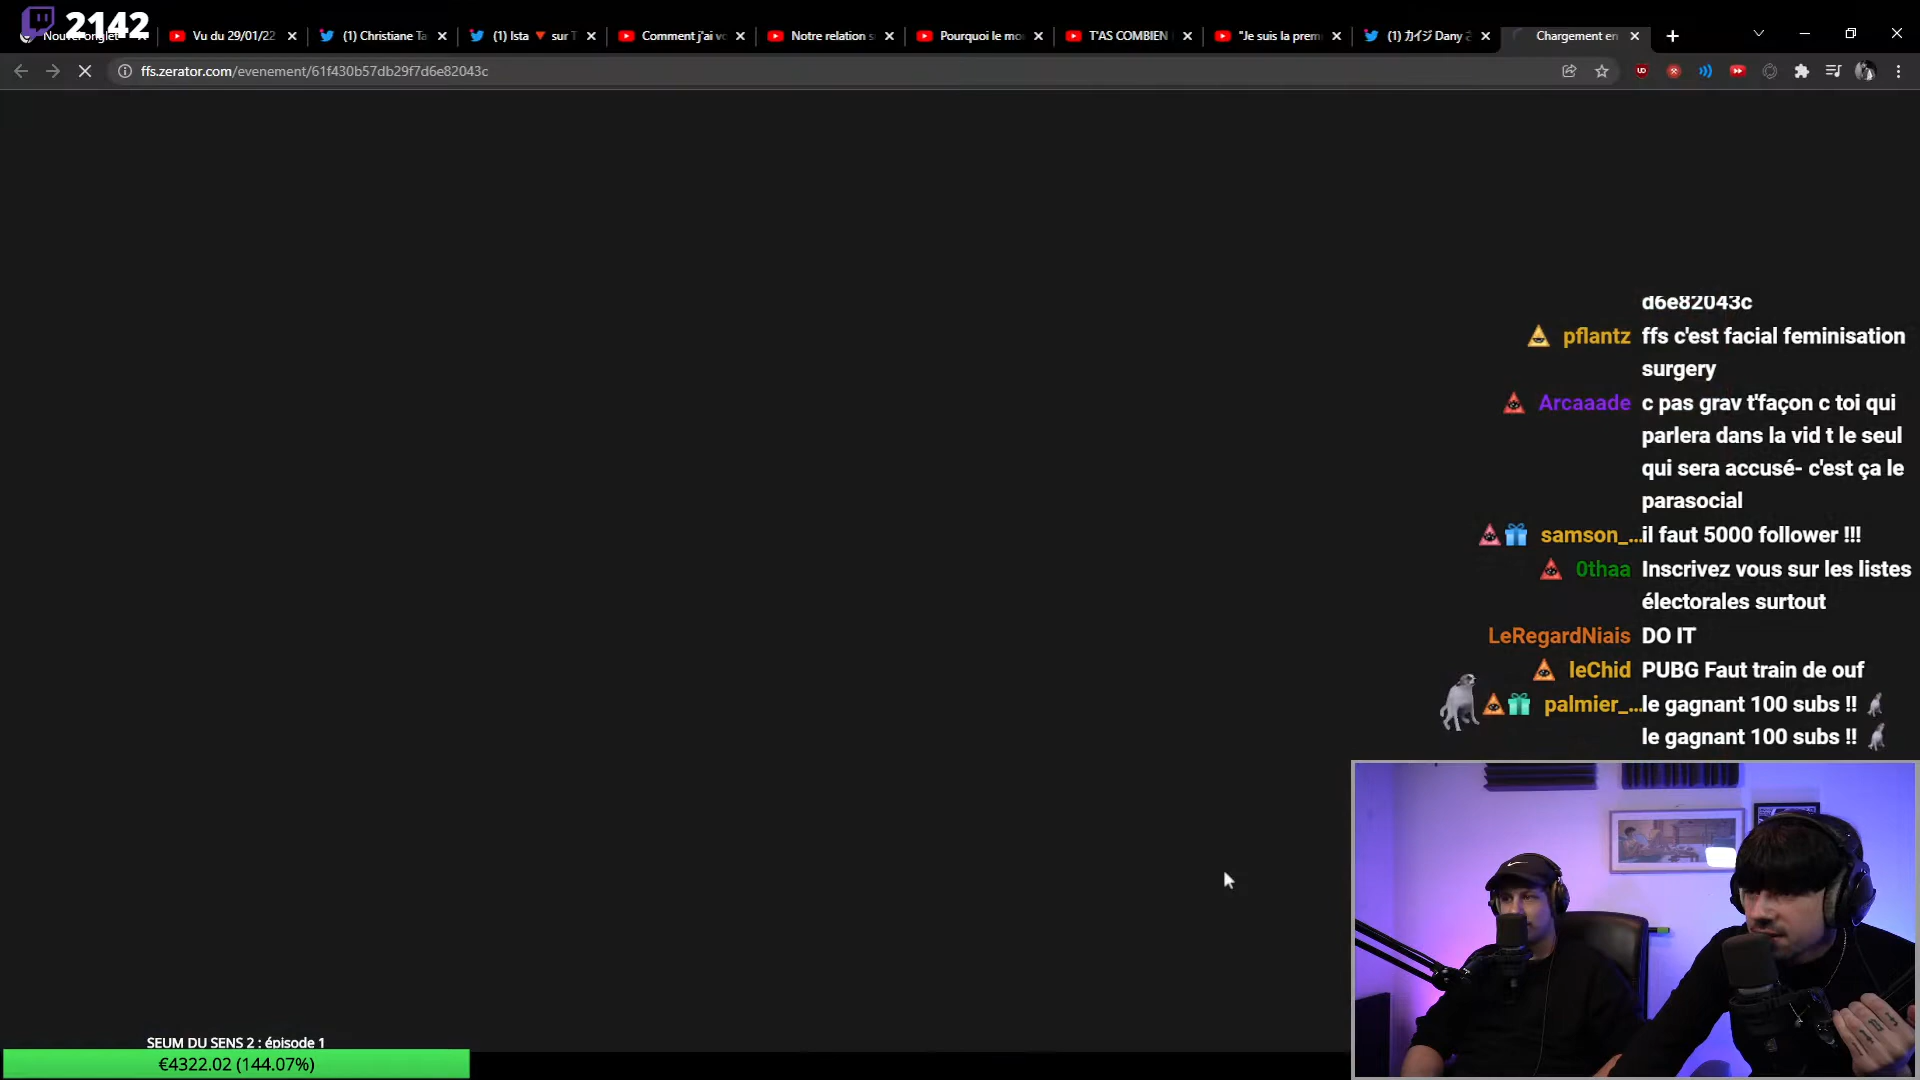 2142
Nouvel onglet
Vu du 29/01/22
(1) Christiane Ta
(1) Ista 🔻 sur T
Comment j'ai vo
Notre relation s
Pourquoi le mo
T'AS COMBIEN
"Je suis la prem
(1) カイジ Dany
Chargement en
ffs.zerator.com/evenement/61f430b57db29f7d6e82043c
d6e82043c
pflantz ffs c'est facial feminisation
surgery
Arcaaade c pas grav t'façon c toi qui
parlera dans la vid t le seul
qui sera accusé- c'est ça le
parasocial
samson_... il faut 5000 follower !!!
0thaa Inscrivez vous sur les listes
électorales surtout
LeRegardNiais DO IT
leChid PUBG Faut train de ouf
palmier_... le gagnant 100 subs !!
le gagnant 100 subs !!
SEUM DU SENS 2 : épisode 1
€4322.02 (144.07%)